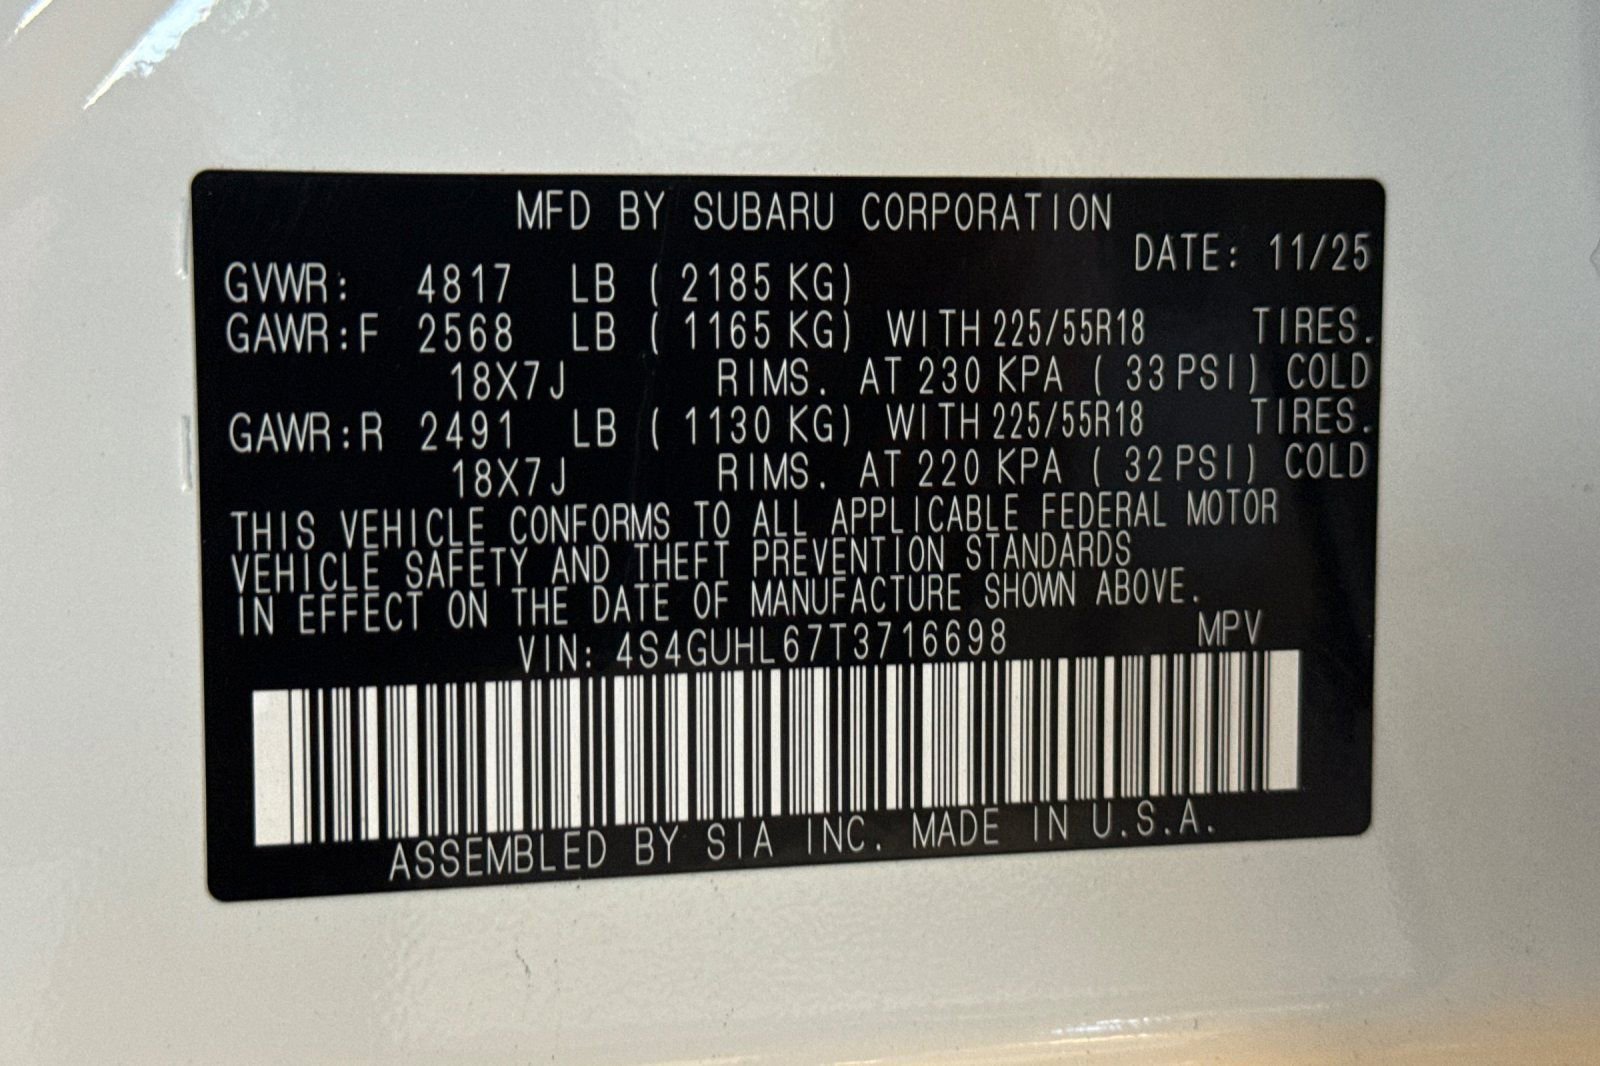 MFD BY SUBARU CORPORATION
DATE: 11/25
GVWR: 4817 LB ( 2185 KG)
GAWR:F 2568 LB ( 1165 KG) WITH 225/55R18 TIRES.
18X7J RIMS. AT 230 KPA ( 33 PSI) COLD
GAWR:R 2491 LB ( 1130 KG) WITH 225/55R18 TIRES.
18X7J RIMS. AT 220 KPA ( 32 PSI) COLD
THIS VEHICLE CONFORMS TO ALL APPLICABLE FEDERAL MOTOR
VEHICLE SAFETY AND THEFT PREVENTION STANDARDS
IN EFFECT ON THE DATE OF MANUFACTURE SHOWN ABOVE.
VIN: 4S4GUHL67T3716698 MPV
ASSEMBLED BY SIA INC. MADE IN U.S.A.